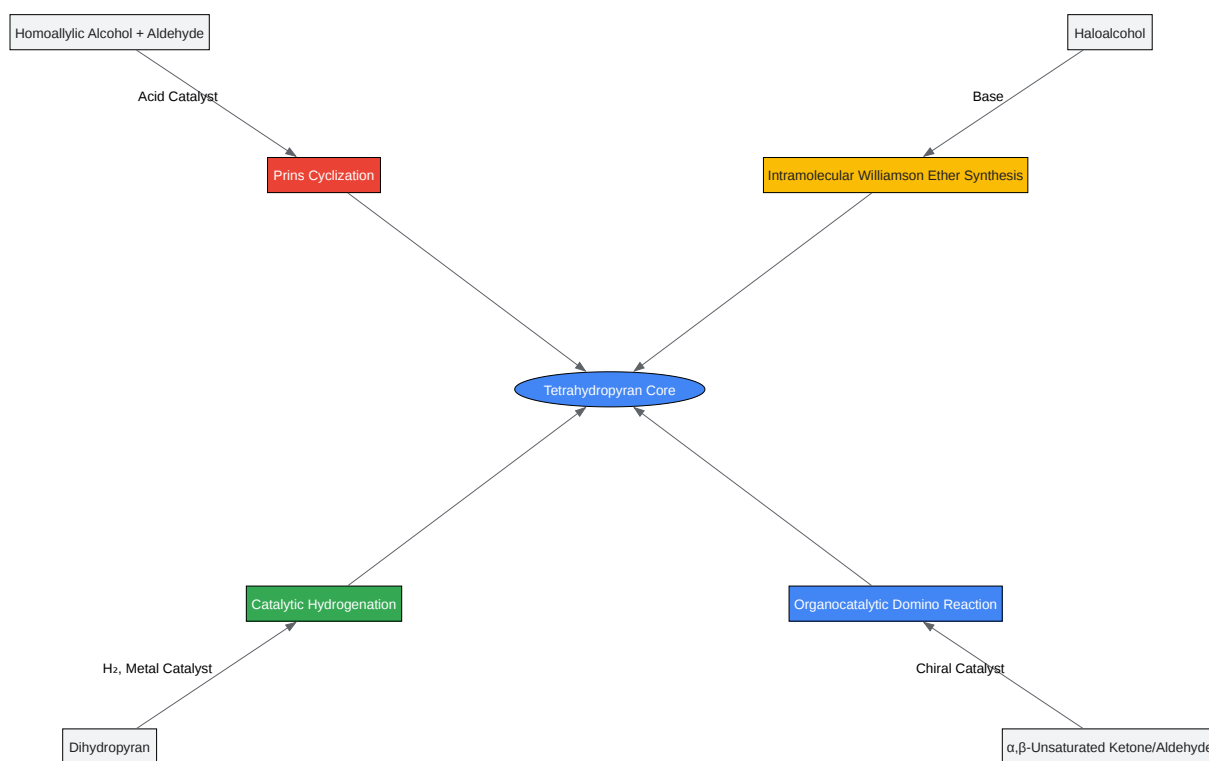 Homoallylic Alcohol + Aldehyde
Haloalcohol
Acid Catalyst
Base
Prins Cyclization
Intramolecular Williamson Ether Synthesis
Tetrahydropyran Core
Catalytic Hydrogenation
Organocatalytic Domino Reaction
H₂, Metal Catalyst
Chiral Catalyst
Dihydropyran
α,β-Unsaturated Ketone/Aldehyde